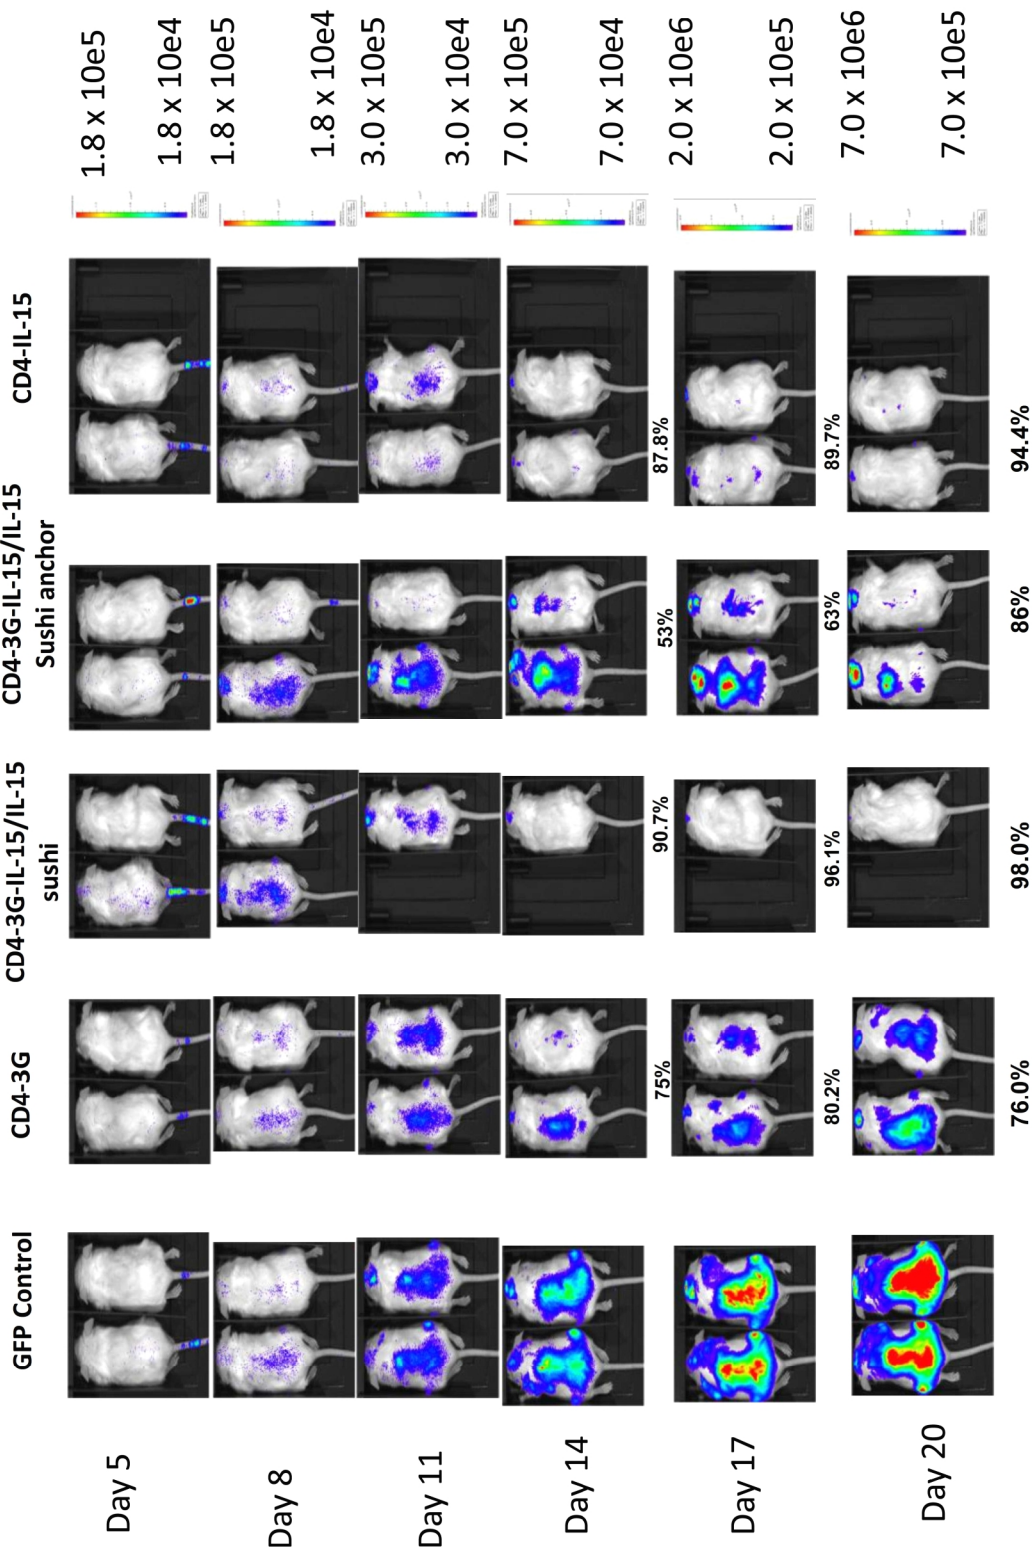 GFP Control
CD4-3G
CD4-3G-IL-15/IL-15
sushi
CD4-3G-IL-15/IL-15
Sushi anchor
CD4-IL-15
Day 5
1.8 x 10e5
1.8 x 10e4
Day 8
1.8 x 10e5
1.8 x 10e4
Day 11
3.0 x 10e5
3.0 x 10e4
Day 14
7.0 x 10e5
7.0 x 10e4
75%
90.7%
53%
87.8%
Day 17
2.0 x 10e6
2.0 x 10e5
80.2%
96.1%
63%
89.7%
Day 20
7.0 x 10e6
7.0 x 10e5
76.0%
98.0%
86%
94.4%